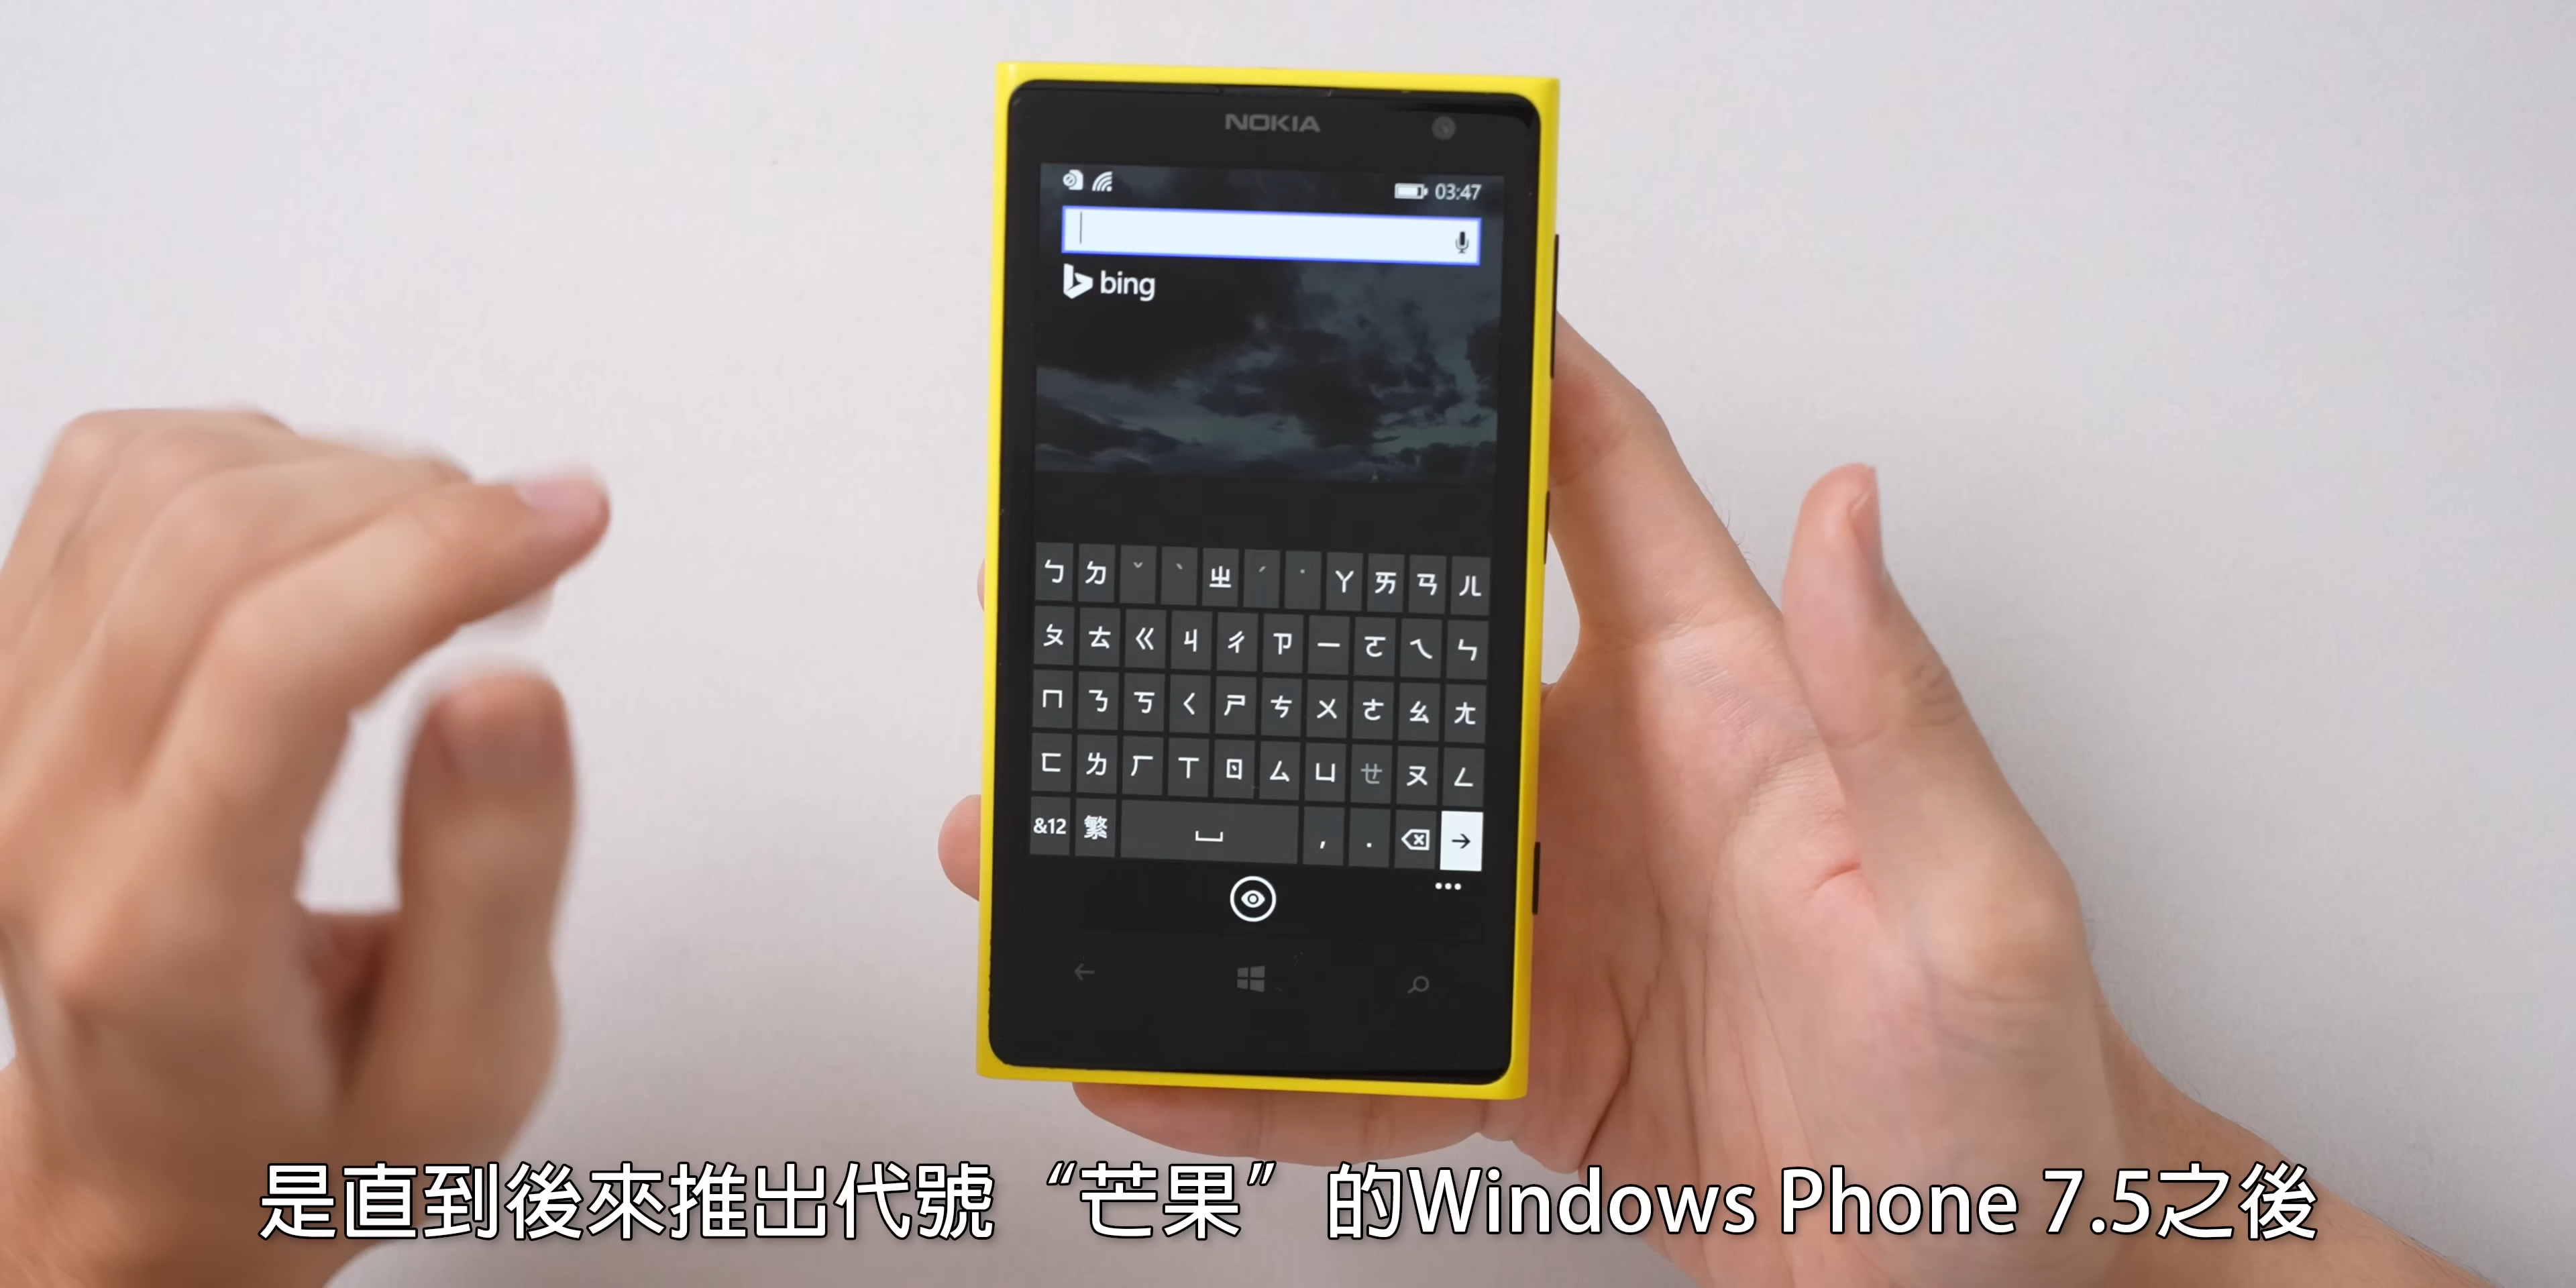 NOKIA
03:47
bing
ㄅ ㄉ ˇ ˋ ㄓ ˊ ˙ ㄚ ㄞ ㄢ ㄦ
ㄆ ㄊ ㄍ ㄐ ㄔ ㄗ ㄧ ㄛ ㄟ ㄣ
ㄇ ㄋ ㄎ ㄑ ㄕ ㄘ ㄨ ㄜ ㄠ ㄤ
ㄈ ㄌ ㄏ ㄒ ㄖ ㄙ ㄩ ㄝ ㄡ ㄥ
&12 繁 , .
是直到後來推出代號“芒果”的Windows Phone 7.5之後